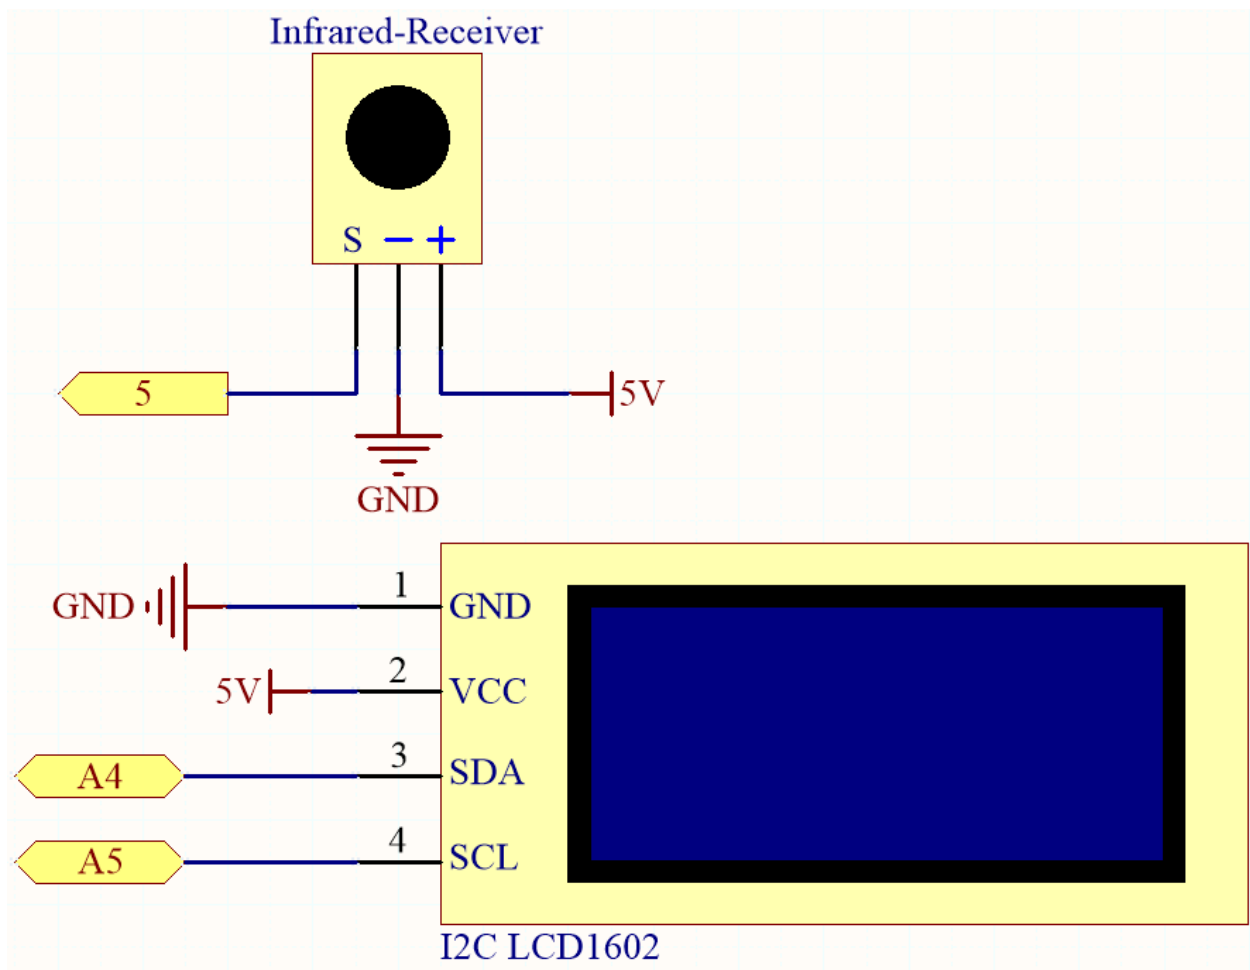 Infrared-Receiver
S − +
5
5V
GND
1
GND GND
2
5V VCC
3
A4 SDA
4
A5 SCL
I2C LCD1602